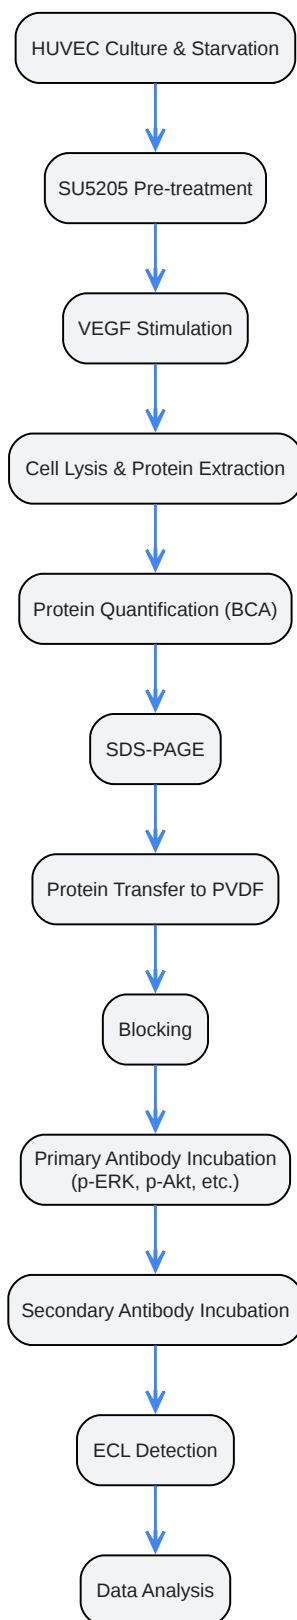 HUVEC Culture & Starvation
SU5205 Pre-treatment
VEGF Stimulation
Cell Lysis & Protein Extraction
Protein Quantification (BCA)
SDS-PAGE
Protein Transfer to PVDF
Blocking
Primary Antibody Incubation
(p-ERK, p-Akt, etc.)
Secondary Antibody Incubation
ECL Detection
Data Analysis